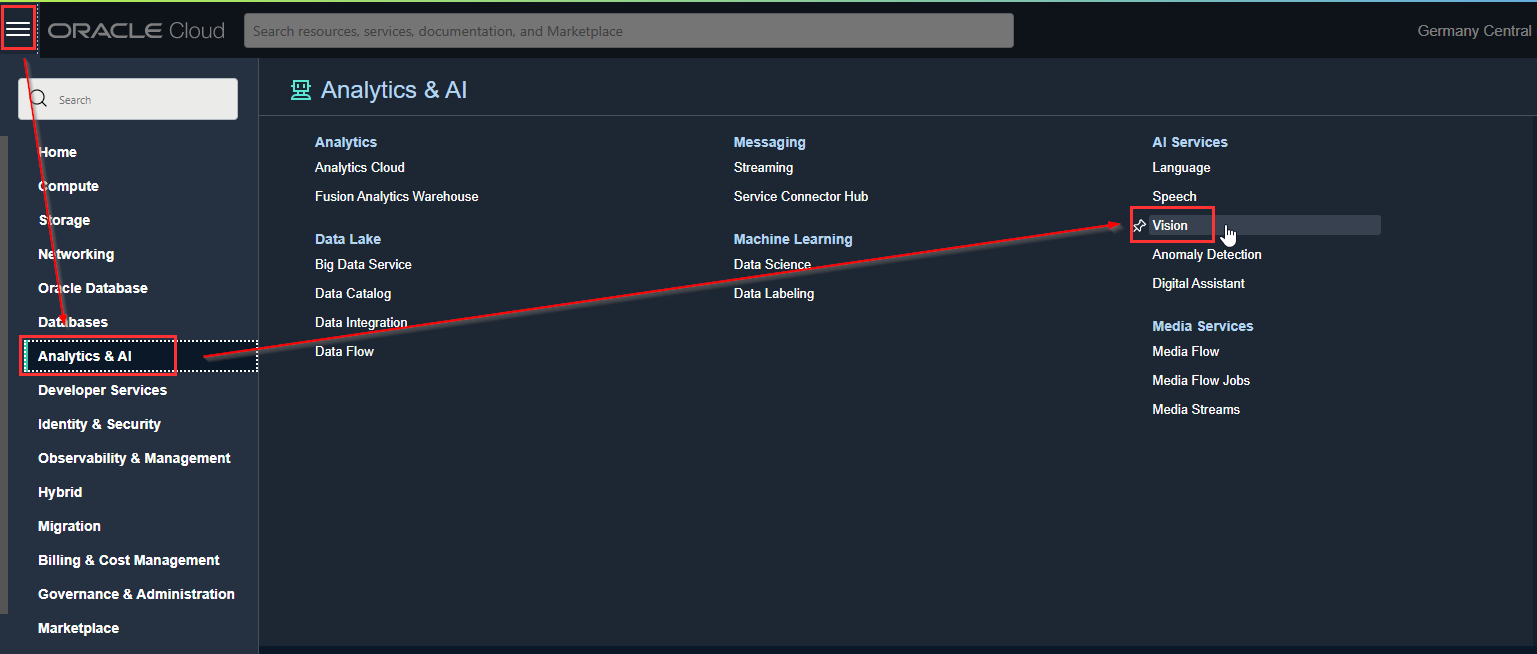 ORACLE Cloud
Search resources, services, documentation, and Marketplace
Germany Central
Search
Home
Compute
Storage
Networking
Oracle Database
Databases
Analytics & AI
Developer Services
Identity & Security
Observability & Management
Hybrid
Migration
Billing & Cost Management
Governance & Administration
Marketplace
Analytics & AI
Analytics
Analytics Cloud
Fusion Analytics Warehouse
Data Lake
Big Data Service
Data Catalog
Data Integration
Data Flow
Messaging
Streaming
Service Connector Hub
Machine Learning
Data Science
Data Labeling
AI Services
Language
Speech
Vision
Anomaly Detection
Digital Assistant
Media Services
Media Flow
Media Flow Jobs
Media Streams